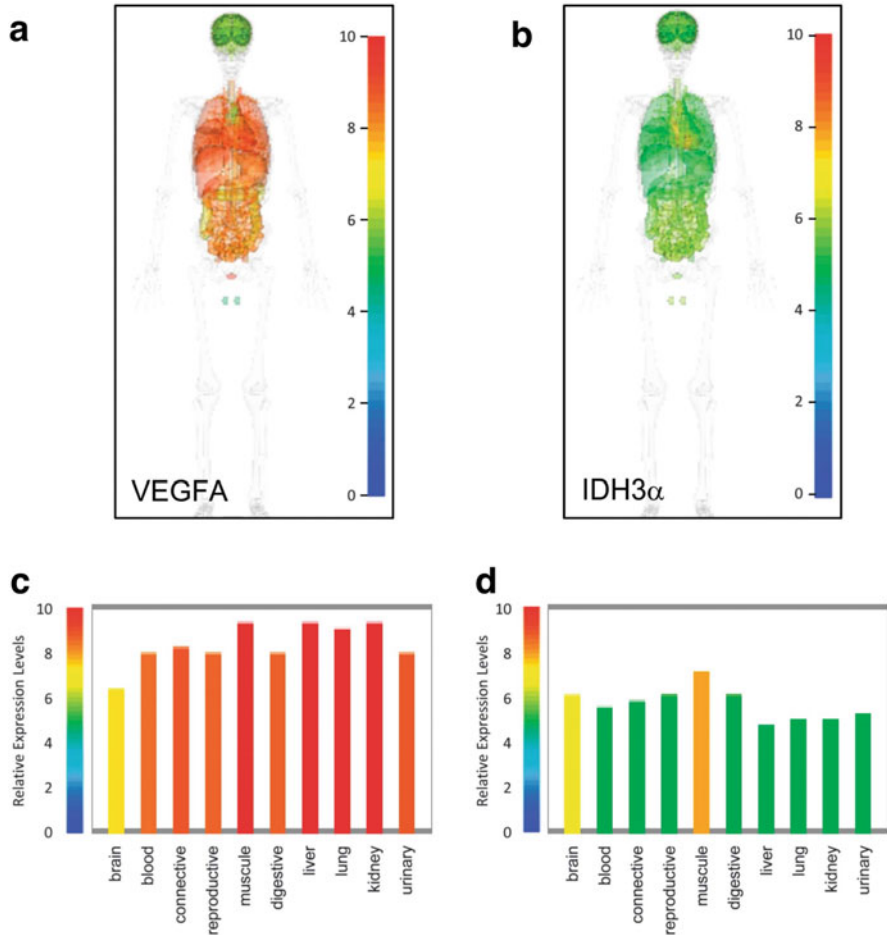 a
10
8
6
4
2
0
VEGFA
b
10
8
6
4
2
0
IDH3α
c
Relative Expression Levels
10
8
6
4
2
0
brain
blood
connective
reproductive
muscule
digestive
liver
lung
kidney
urinary
d
Relative Expression Levels
10
8
6
4
2
0
brain
blood
connective
reproductive
muscule
digestive
liver
lung
kidney
urinary